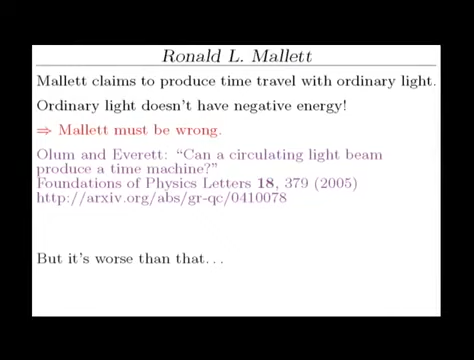 Ronald L. Mallett
Mallett claims to produce time travel with ordinary light.
Ordinary light doesn't have negative energy!
⇒ Mallett must be wrong.
Olum and Everett: “Can a circulating light beam
produce a time machine?”
Foundations of Physics Letters 18, 379 (2005)
http://arxiv.org/abs/gr-qc/0410078
But it's worse than that...